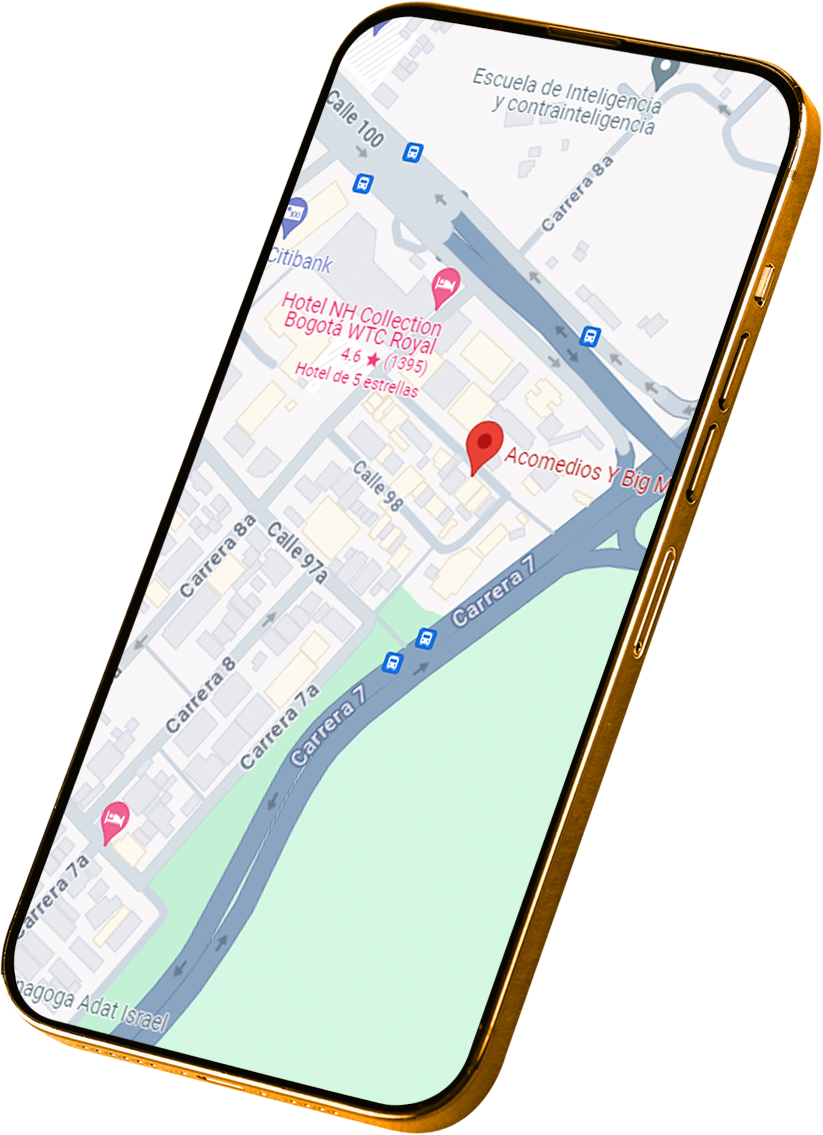 Escuela de Inteligencia
y contrainteligencia
Calle 100
Carrera 8a
Citibank
Hotel NH Collection
Bogotá WTC Royal
4.6 ★ (1395)
Hotel de 5 estrellas
Acomedios Y Big M
Calle 98
Calle 97a
Carrera 8a
Carrera 7
Carrera 8
Carrera 7a
Carrera 7
Carrera 7a
nagoga Adat Israel